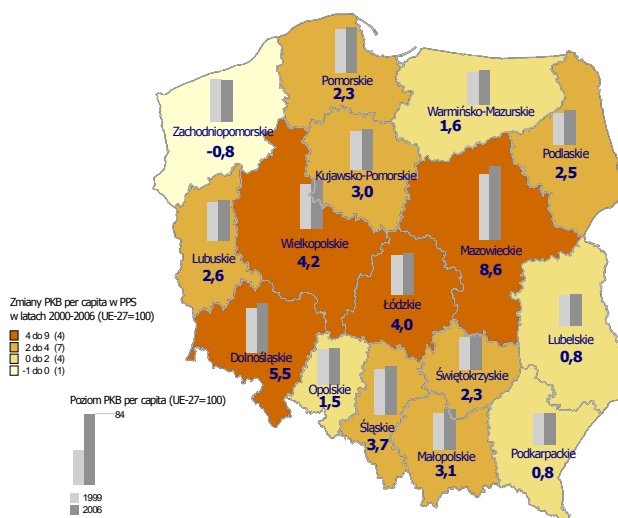 Pomorskie
2,3
Warmińsko-Mazurskie
1,6
Zachodniopomorskie
-0,8
Podlaskie
2,5
Kujawsko-Pomorskie
3,0
Wielkopolskie
4,2
Mazowieckie
8,6
Lubuskie
2,6
Łódzkie
4,0
Lubelskie
0,8
Dolnośląskie
5,5
Opolskie
1,5
Świętokrzyskie
2,3
Śląskie
3,7
Małopolskie
3,1
Podkarpackie
0,8
Zmiany PKB per capita w PPS
w latach 2000-2006 (UE-27=100)
4 do 9 (4)
2 do 4 (7)
0 do 2 (4)
-1 do 0 (1)
Poziom PKB per capita (UE-27=100)
84
1999
2006